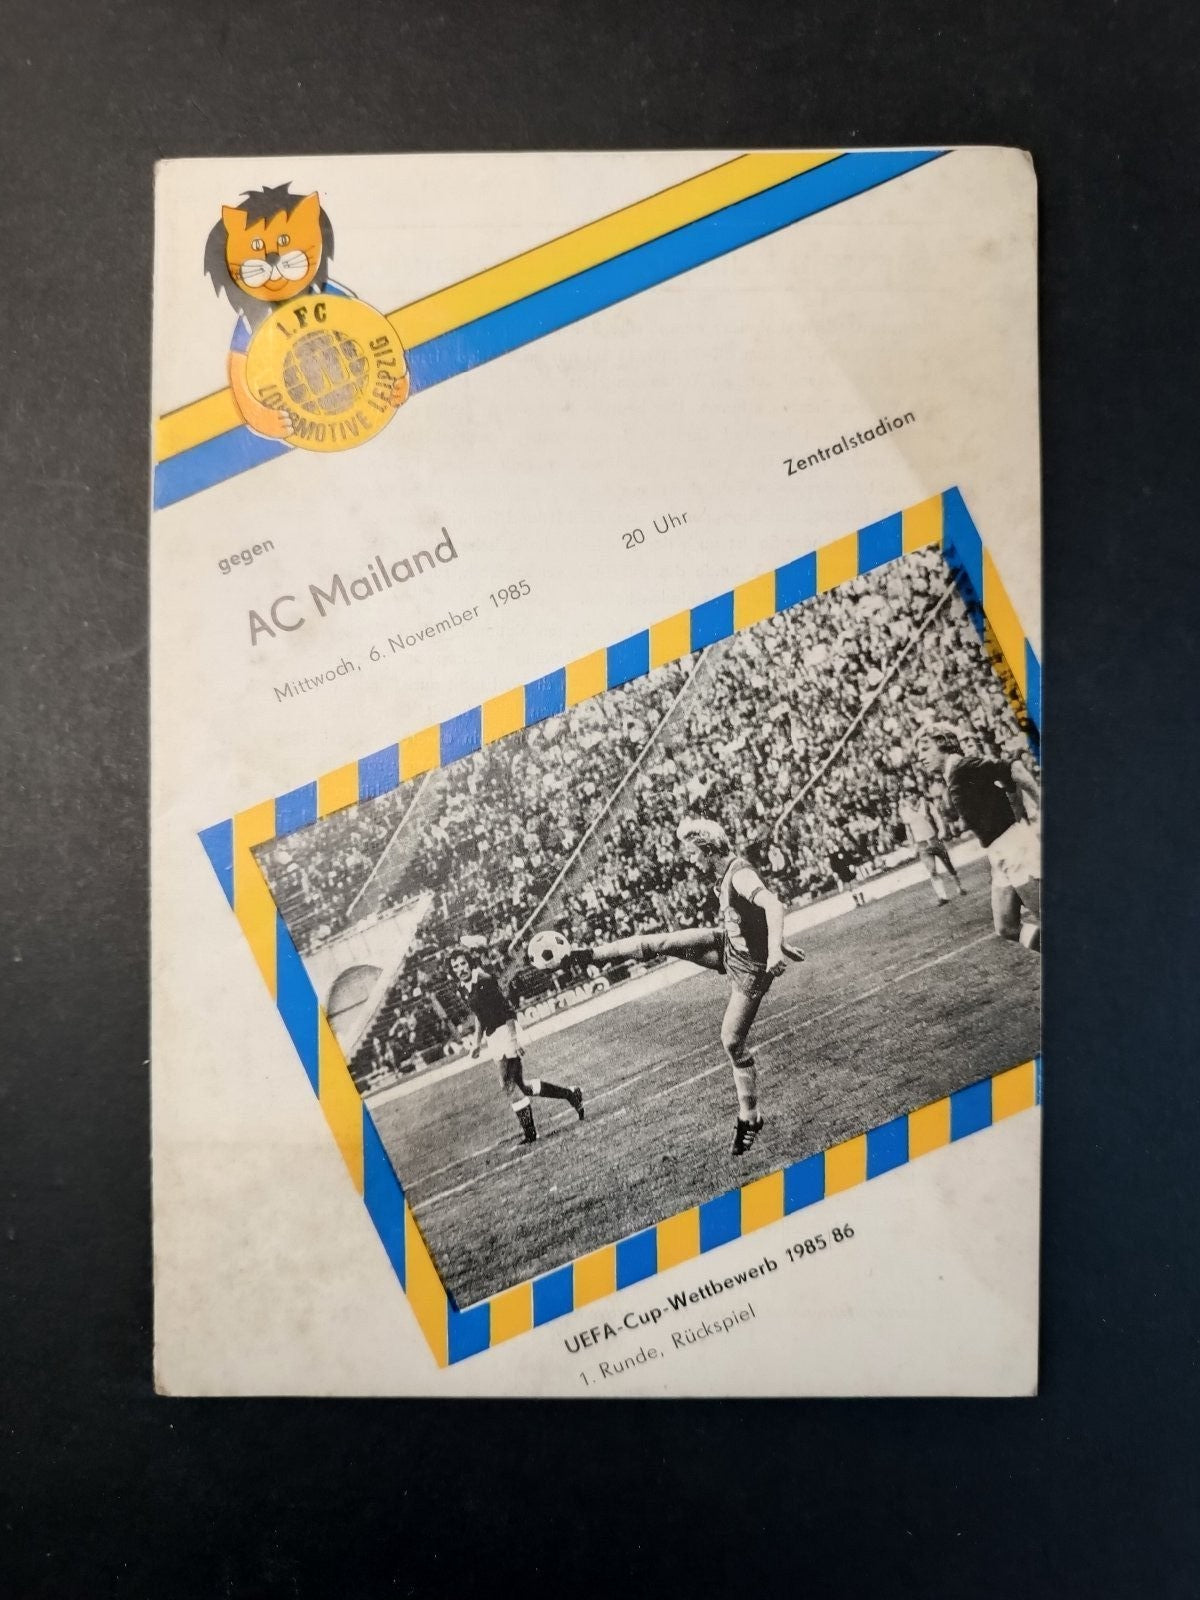 1.FC
LOKOMOTIVE LEIPZIG
Zentralstadion
gegen
20 Uhr
AC Mailand
Mittwoch, 6. November 1985
UEFA-Cup-Wettbewerb 1985/86
1. Runde, Rückspiel